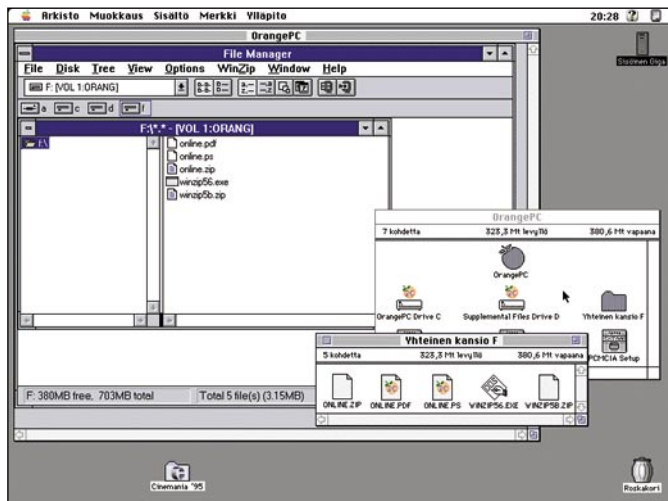 Arkisto Muokkaus Sisältö Merkki Ylläpito 20:28
OrangePC
File Manager
File Disk Tree View Options WinZip Window Help
F: [VOL 1:ORANG]
a c d f
F:\*.* - [VOL 1:ORANG]
F:\
online.pdf
online.ps
online.zip
winzip56.exe
winzip5b.zip
F: 380MB free, 703MB total
Total 5 file(s) (3.15MB)
Sisäinen Giga
OrangePC
7 kohdetta 323,3 Mt levyllä 380,6 Mt vapaana
OrangePC
OrangePC Drive C
Supplemental Files Drive D
Yhteinen kansio F
PCMCIA Setup
Yhteinen kansio F
5 kohdetta 323,3 Mt levyllä 380,6 Mt vapaana
ONLINE.ZIP ONLINE.PDF ONLINE.PS WINZIP56.EXE WINZIP5B.ZIP
Cinemania '95
Roskakori